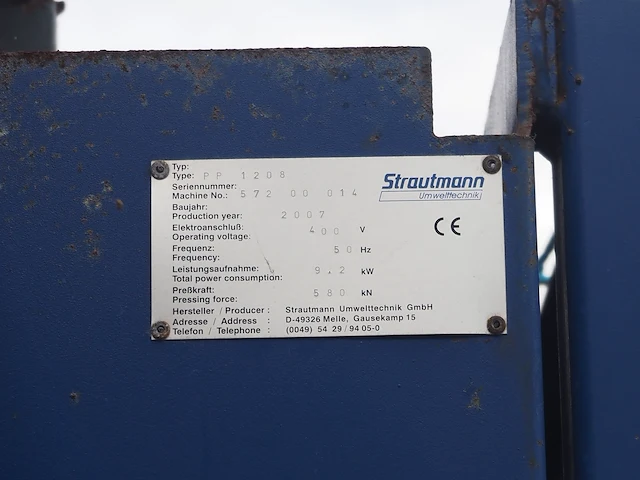 Typ:
Type: PP 1208
Strautmann
Umwelttechnik
Seriennummer:
Machine No.: 572 00 014
Baujahr:
Production year: 2007
CE
Elektroanschluß:
Operating voltage: 400 V
Frequenz: 50 Hz
Frequency:
Leistungsaufnahme: 9.2 kW
Total power consumption:
Preßkraft: 580 kN
Pressing force:
Hersteller / Producer : Strautmann Umwelttechnik GmbH
Adresse / Address : D-49326 Melle, Gausekamp 15
Telefon / Telephone : (0049) 54 29 / 94 05-0